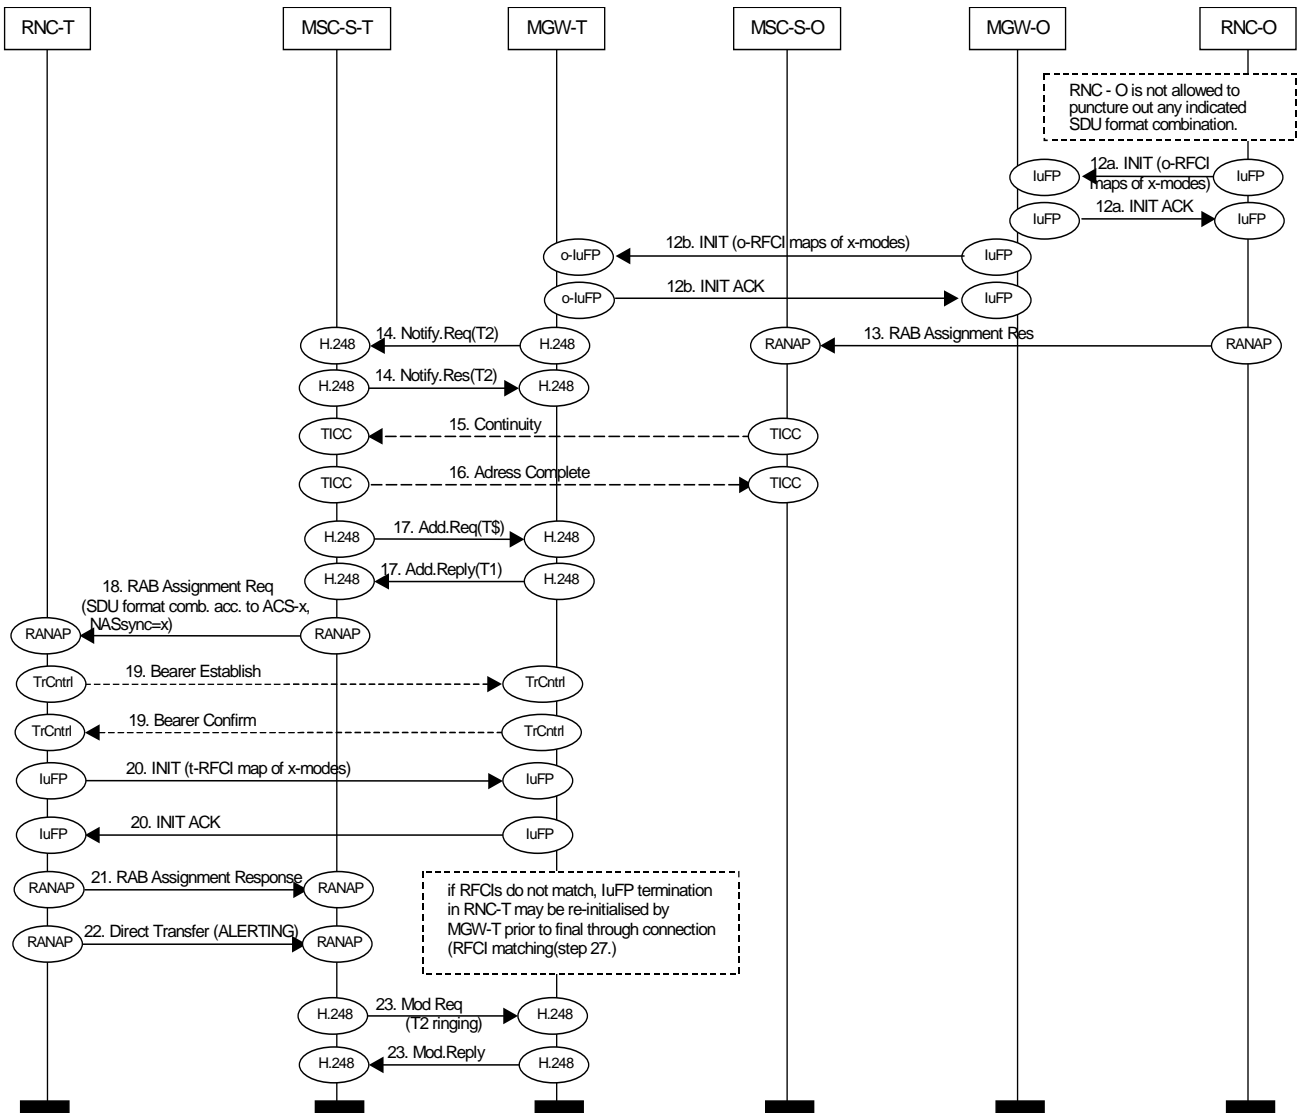 RNC-T
MSC-S-T
MGW-T
MSC-S-O
MGW-O
RNC-O
RNC - O is not allowed to
puncture out any indicated
SDU format combination.
12a. INIT (o-RFCI
maps of x-modes)
IuFP
IuFP
12a. INIT ACK
IuFP
IuFP
12b. INIT (o-RFCI maps of x-modes)
o-IuFP
IuFP
12b. INIT ACK
o-IuFP
IuFP
14. Notify.Req(T2)
H.248
H.248
13. RAB Assignment Res
RANAP
RANAP
14. Notify.Res(T2)
H.248
H.248
15. Continuity
TICC
TICC
16. Adress Complete
TICC
TICC
17. Add.Req(T$)
H.248
H.248
17. Add.Reply(T1)
H.248
H.248
18. RAB Assignment Req
(SDU format comb. acc. to ACS-x,
NASsync=x)
RANAP
RANAP
19. Bearer Establish
TrCntrl
TrCntrl
19. Bearer Confirm
TrCntrl
TrCntrl
20. INIT (t-RFCI map of x-modes)
IuFP
IuFP
20. INIT ACK
IuFP
IuFP
21. RAB Assignment Response
RANAP
RANAP
if RFCIs do not match, IuFP termination
in RNC-T may be re-initialised by
MGW-T prior to final through connection
(RFCI matching(step 27.)
22. Direct Transfer (ALERTING)
RANAP
RANAP
23. Mod Req
(T2 ringing)
H.248
H.248
23. Mod.Reply
H.248
H.248